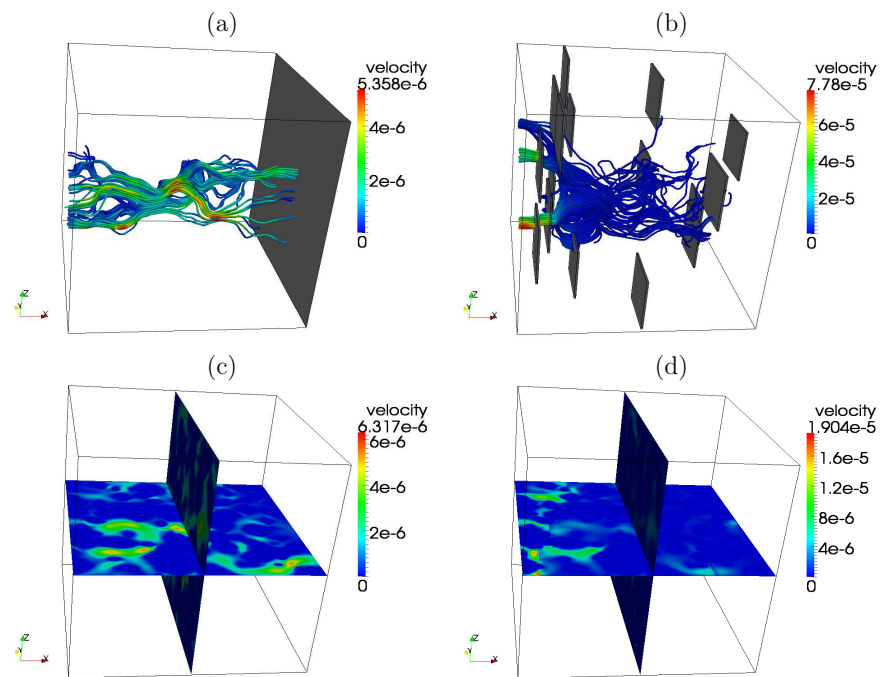 (a)
velocity
5.358e-6
4e-6
2e-6
0
Z
Y
X
(b)
velocity
7.78e-5
6e-5
4e-5
2e-5
0
Z
Y
X
(c)
velocity
6.317e-6
6e-6
4e-6
2e-6
0
Z
Y
X
(d)
velocity
1.904e-5
1.6e-5
1.2e-5
8e-6
4e-6
0
Z
Y
X